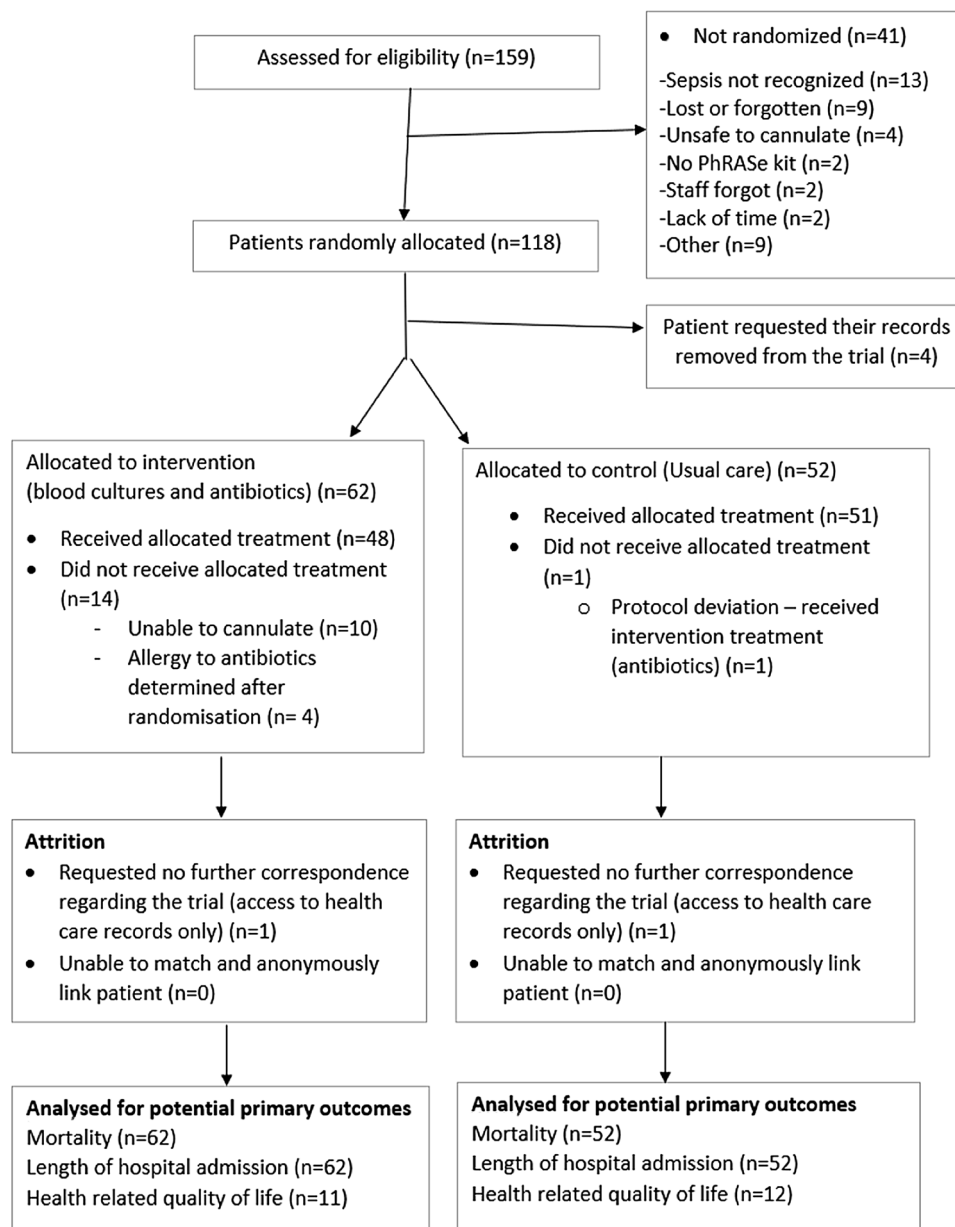 Assessed for eligibility (n=159)
• Not randomized (n=41)
-Sepsis not recognized (n=13)
-Lost or forgotten (n=9)
-Unsafe to cannulate (n=4)
-No PhRASe kit (n=2)
-Staff forgot (n=2)
-Lack of time (n=2)
-Other (n=9)
Patients randomly allocated (n=118)
Patient requested their records
removed from the trial (n=4)
Allocated to intervention
(blood cultures and antibiotics) (n=62)
• Received allocated treatment (n=48)
• Did not receive allocated treatment
(n=14)
- Unable to cannulate (n=10)
- Allergy to antibiotics
determined after
randomisation (n= 4)
Allocated to control (Usual care) (n=52)
• Received allocated treatment (n=51)
• Did not receive allocated treatment
(n=1)
o Protocol deviation – received
intervention treatment
(antibiotics) (n=1)
Attrition
• Requested no further correspondence
regarding the trial (access to health
care records only) (n=1)
• Unable to match and anonymously
link patient (n=0)
Attrition
• Requested no further correspondence
regarding the trial (access to health care
records only) (n=1)
• Unable to match and anonymously link
patient (n=0)
Analysed for potential primary outcomes
Mortality (n=62)
Length of hospital admission (n=62)
Health related quality of life (n=11)
Analysed for potential primary outcomes
Mortality (n=52)
Length of hospital admission (n=52)
Health related quality of life (n=12)